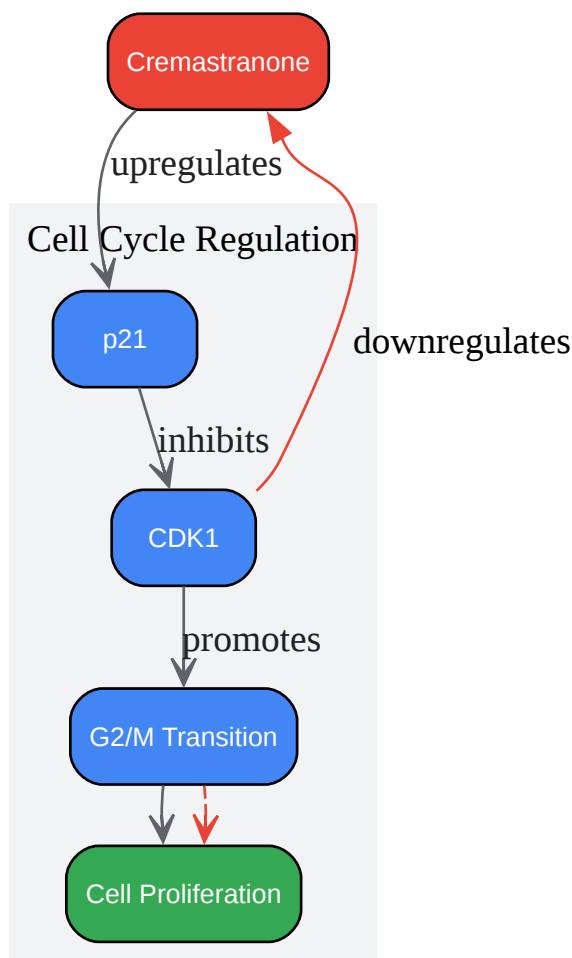 Cremastranone
upregulates
Cell Cycle Regulation
p21
downregulates
inhibits
CDK1
promotes
G2/M Transition
Cell Proliferation